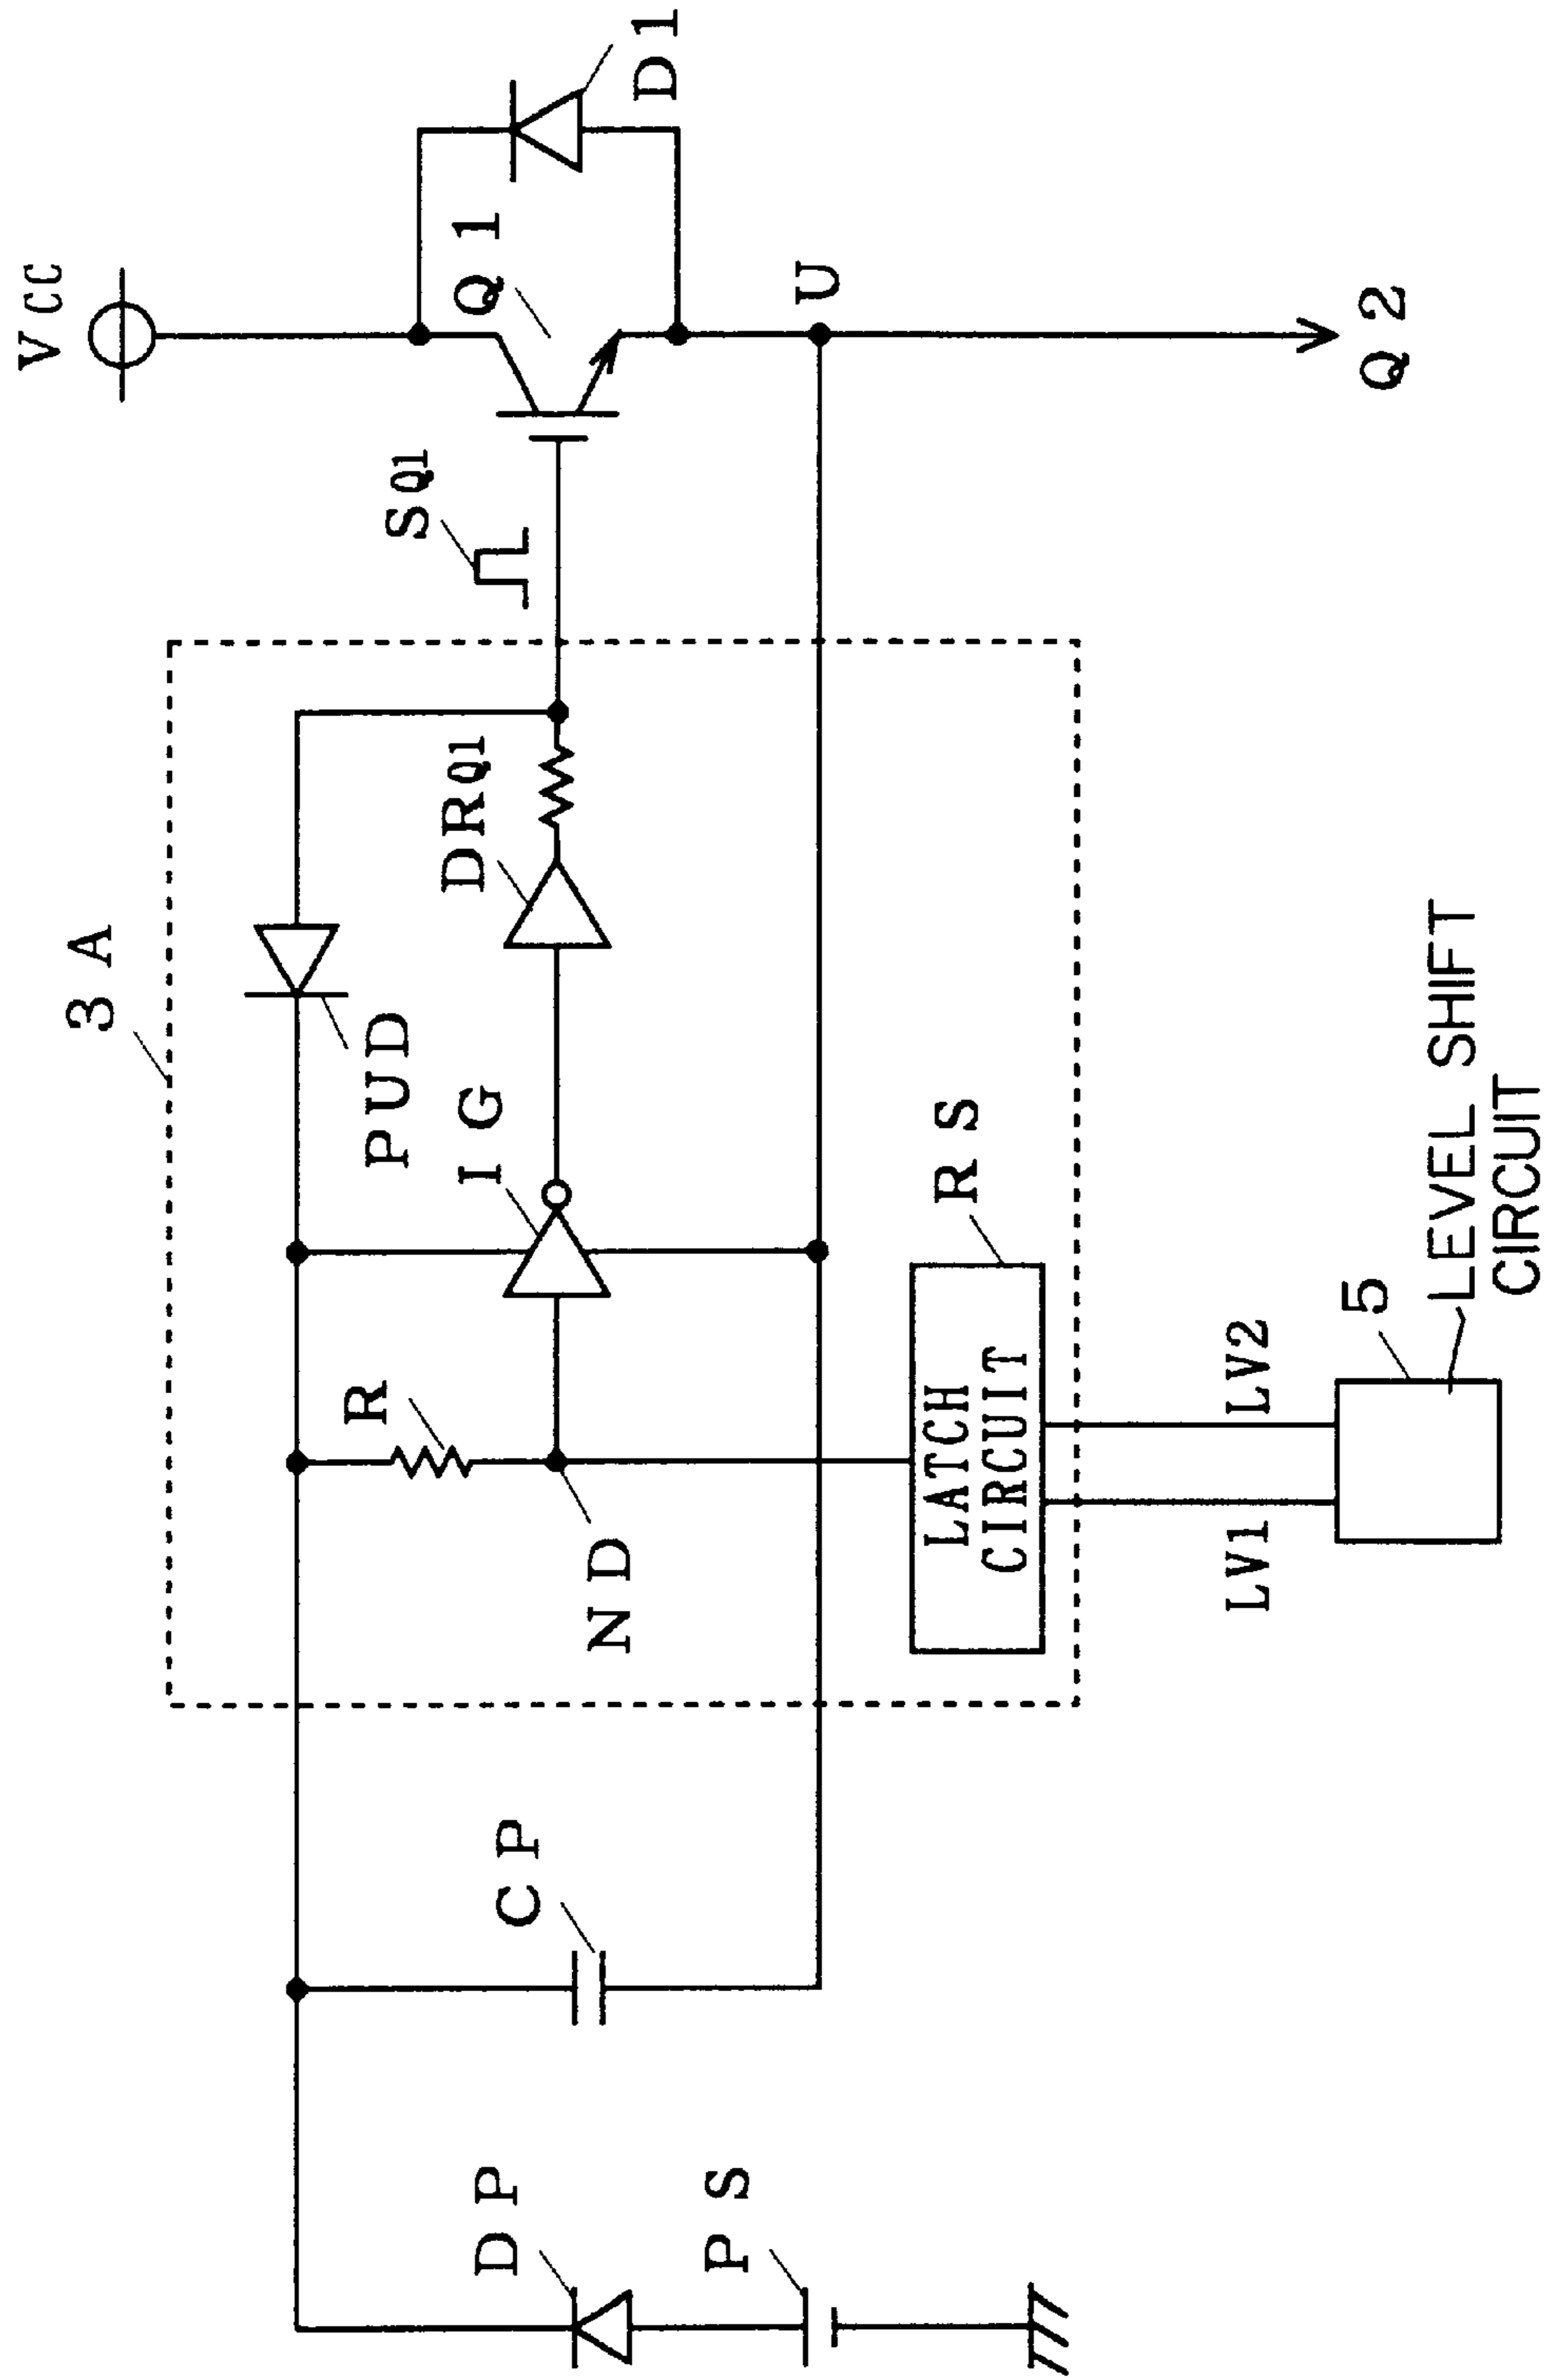 VCC
3A
D1
Q1
SQ1
PUD
DRQ1
IG
R
U
ND
CP
DP
PS
RS
LATCH
CIRCUIT
Q2
LV1
LV2
5
LEVEL SHIFT
CIRCUIT